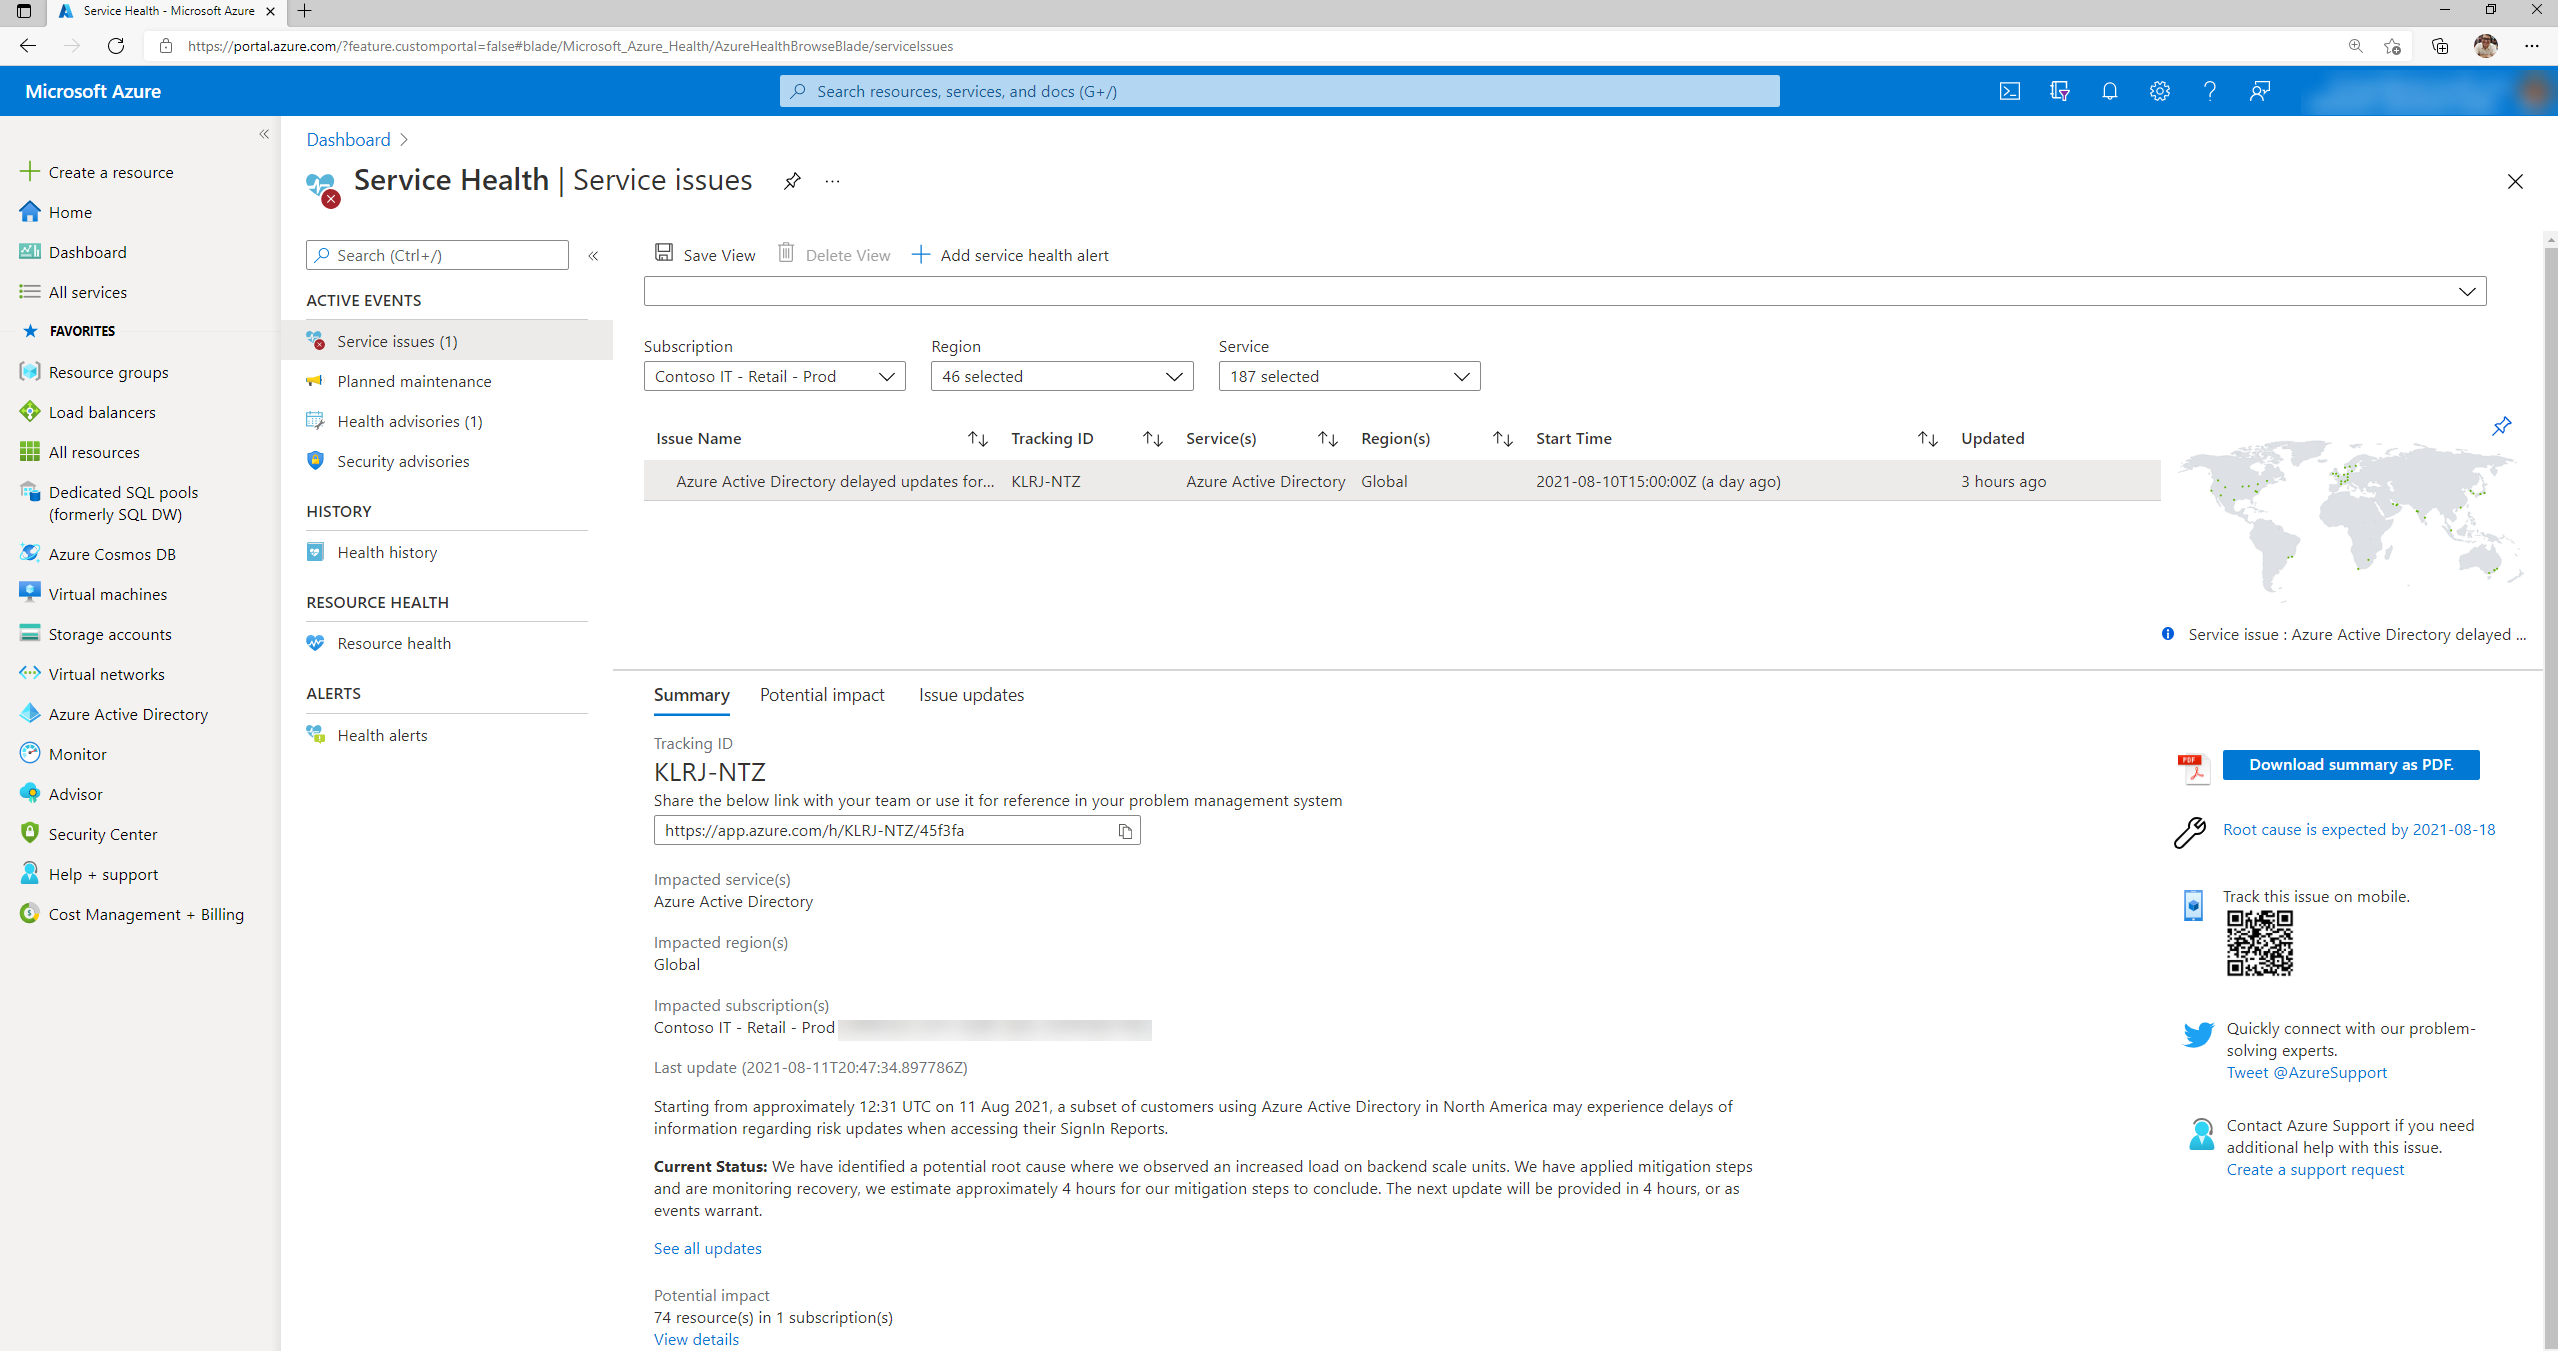 Service Health - Microsoft Azure
https://portal.azure.com/?feature.customportal=false#blade/Microsoft_Azure_Health/AzureHealthBrowseBlade/serviceIssues
Microsoft Azure
Search resources, services, and docs (G+/)
Create a resource
Home
Dashboard
All services
FAVORITES
Resource groups
Load balancers
All resources
Dedicated SQL pools
(formerly SQL DW)
Azure Cosmos DB
Virtual machines
Storage accounts
Virtual networks
Azure Active Directory
Monitor
Advisor
Security Center
Help + support
Cost Management + Billing
Dashboard
Service Health | Service issues
Search (Ctrl+/)
ACTIVE EVENTS
Service issues (1)
Planned maintenance
Health advisories (1)
Security advisories
HISTORY
Health history
RESOURCE HEALTH
Resource health
ALERTS
Health alerts
Save View Delete View Add service health alert
Subscription Region Service
Contoso IT - Retail - Prod 46 selected 187 selected
Issue Name Tracking ID Service(s) Region(s) Start Time Updated
Azure Active Directory delayed updates for... KLRJ-NTZ Azure Active Directory Global 2021-08-10T15:00:00Z (a day ago) 3 hours ago
Service issue : Azure Active Directory delayed ...
Summary Potential impact Issue updates
Tracking ID
KLRJ-NTZ
Share the below link with your team or use it for reference in your problem management system
https://app.azure.com/h/KLRJ-NTZ/45f3fa
Impacted service(s)
Azure Active Directory
Impacted region(s)
Global
Impacted subscription(s)
Contoso IT - Retail - Prod
Last update (2021-08-11T20:47:34.897786Z)
Starting from approximately 12:31 UTC on 11 Aug 2021, a subset of customers using Azure Active Directory in North America may experience delays of
information regarding risk updates when accessing their SignIn Reports.
Current Status: We have identified a potential root cause where we observed an increased load on backend scale units. We have applied mitigation steps
and are monitoring recovery, we estimate approximately 4 hours for our mitigation steps to conclude. The next update will be provided in 4 hours, or as
events warrant.
See all updates
Potential impact
74 resource(s) in 1 subscription(s)
View details
PDF
Download summary as PDF.
Root cause is expected by 2021-08-18
Track this issue on mobile.
Quickly connect with our problem-
solving experts.
Tweet @AzureSupport
Contact Azure Support if you need
additional help with this issue.
Create a support request